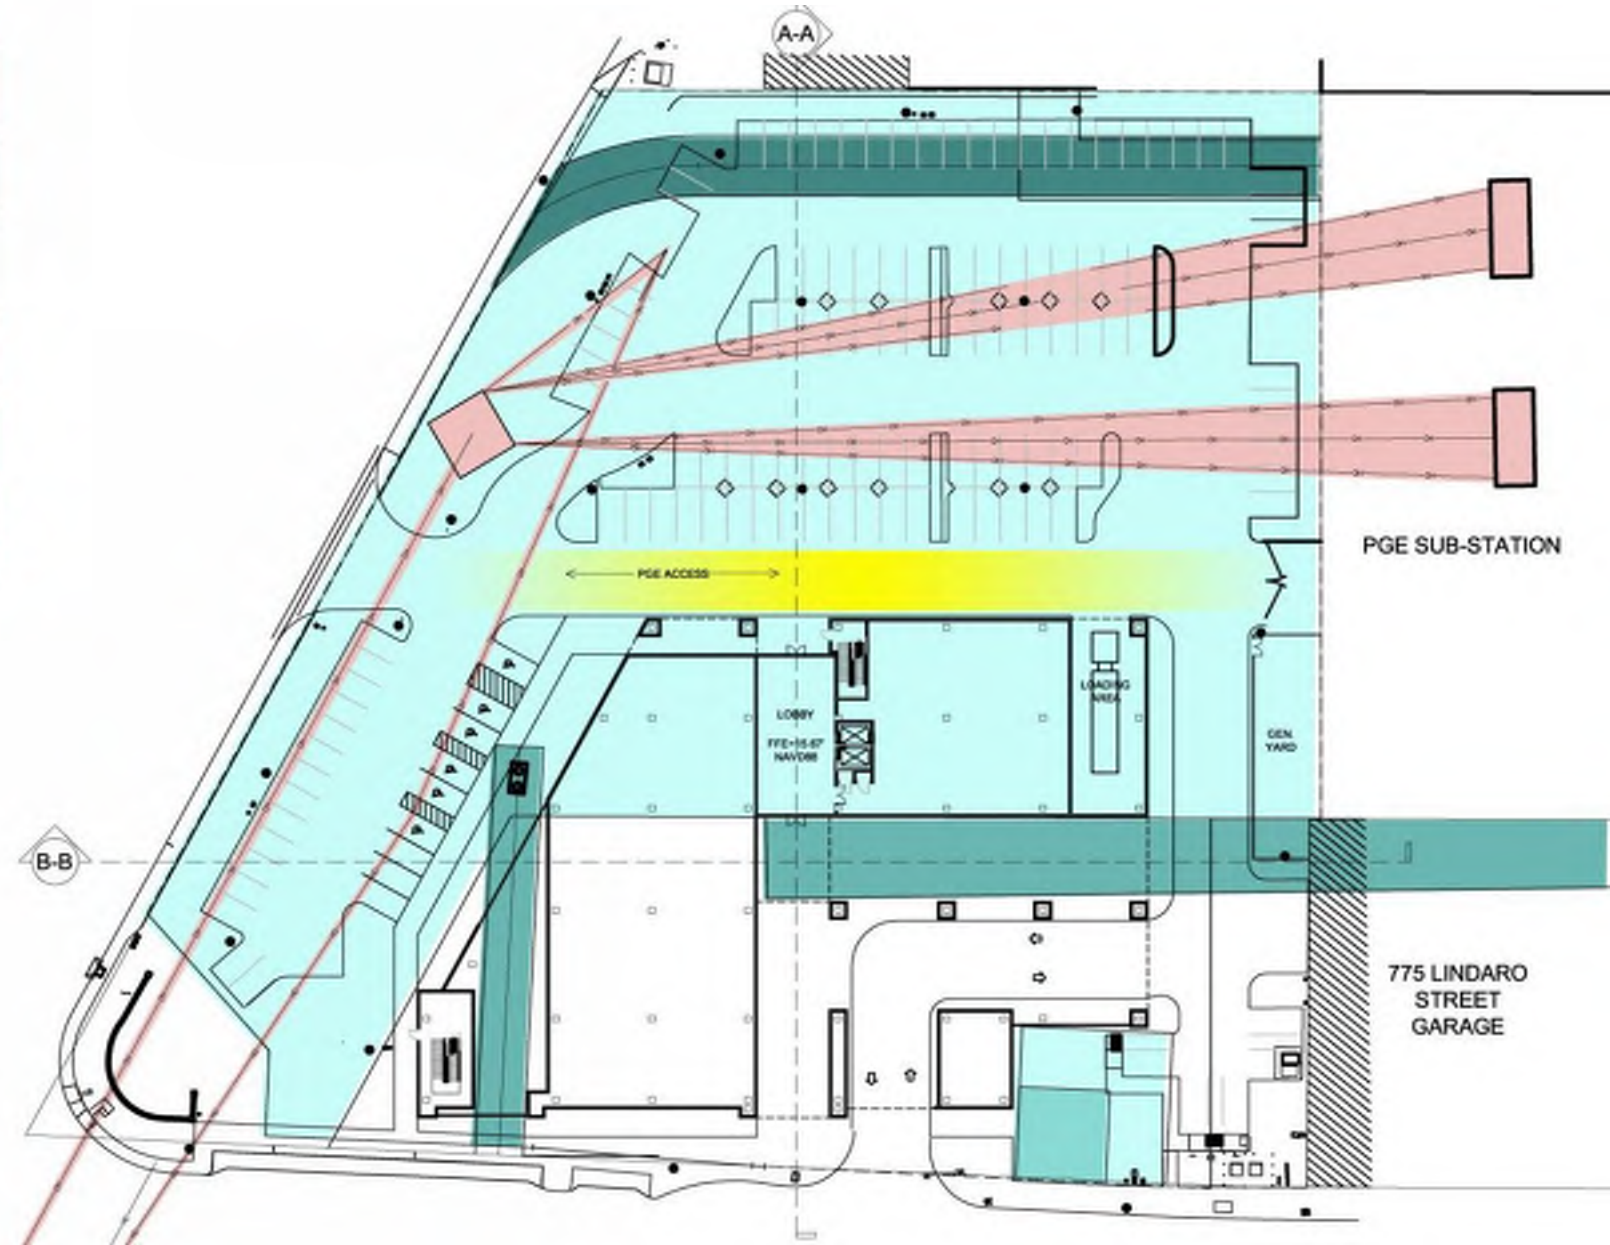 A-A
PGE SUB-STATION
PGE ACCESS
LOADING
AREA
LOBBY
FFE=15.67'
NAVD88
GEN.
YARD
B-B
775 LINDARO
STREET
GARAGE